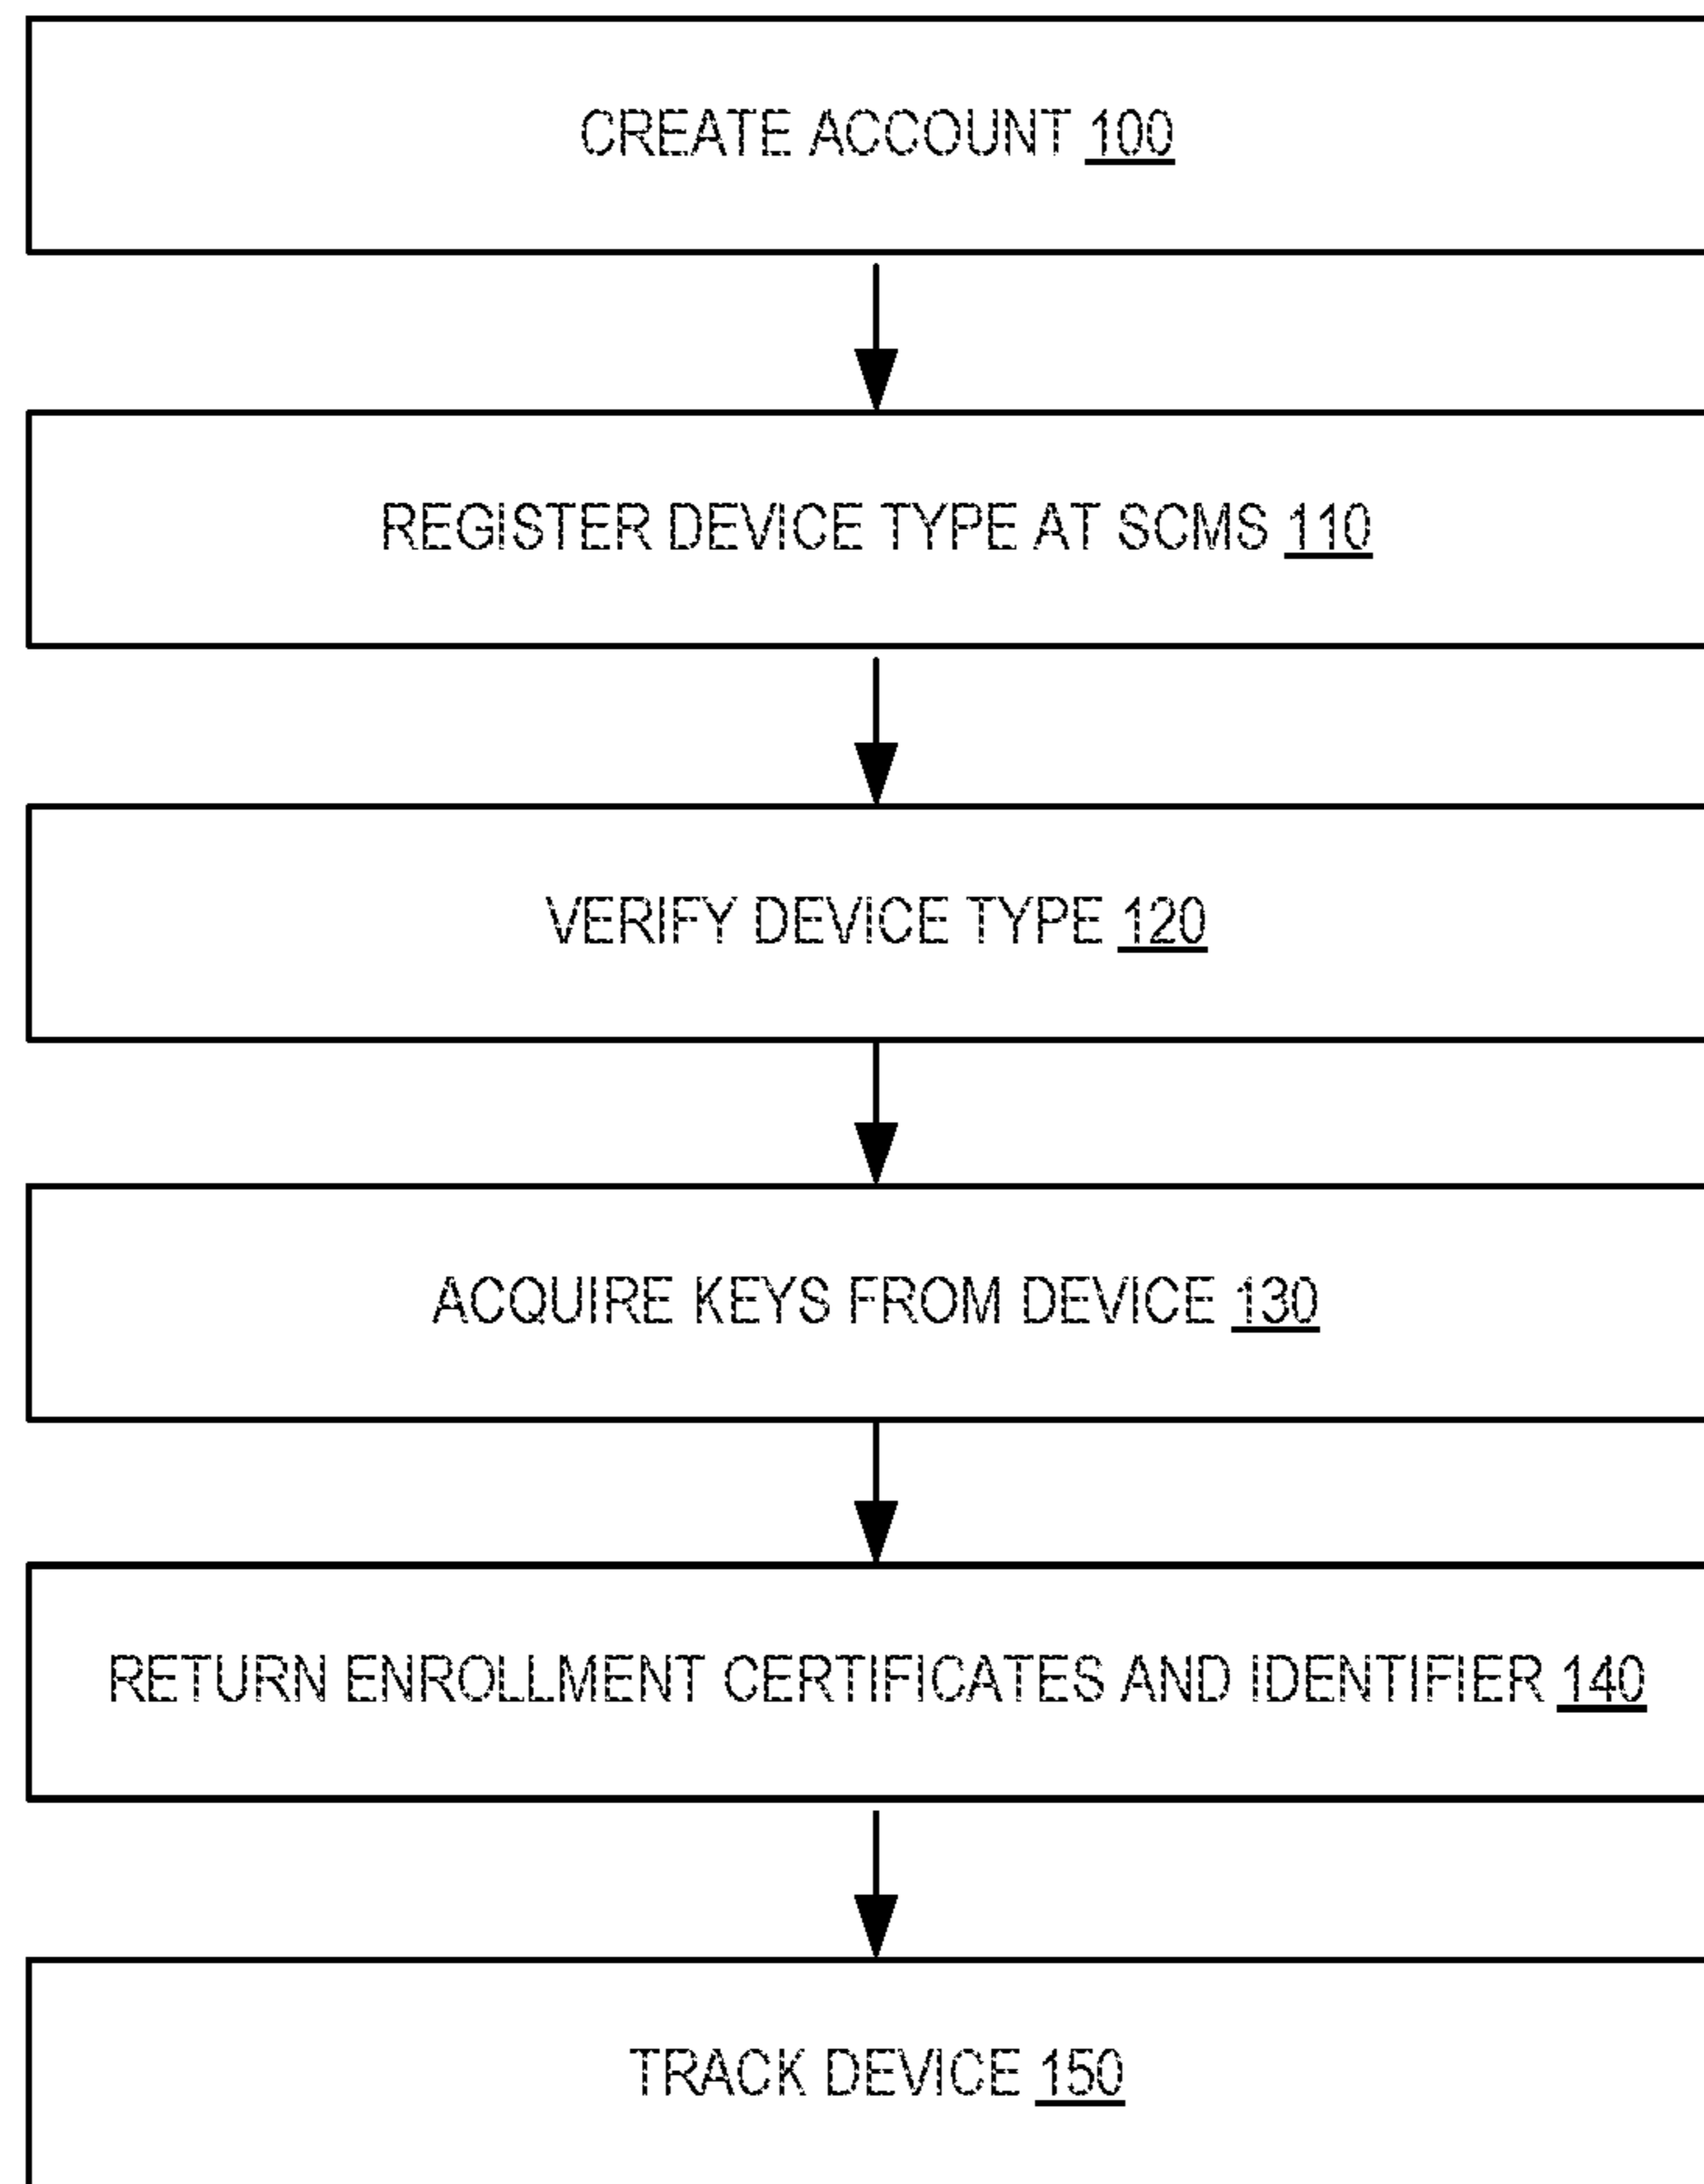 CREATE ACCOUNT 100
REGISTER DEVICE TYPE AT SCMS 110
VERIFY DEVICE TYPE 120
ACQUIRE KEYS FROM DEVICE 130
RETURN ENROLLMENT CERTIFICATES AND IDENTIFIER 140
TRACK DEVICE 150